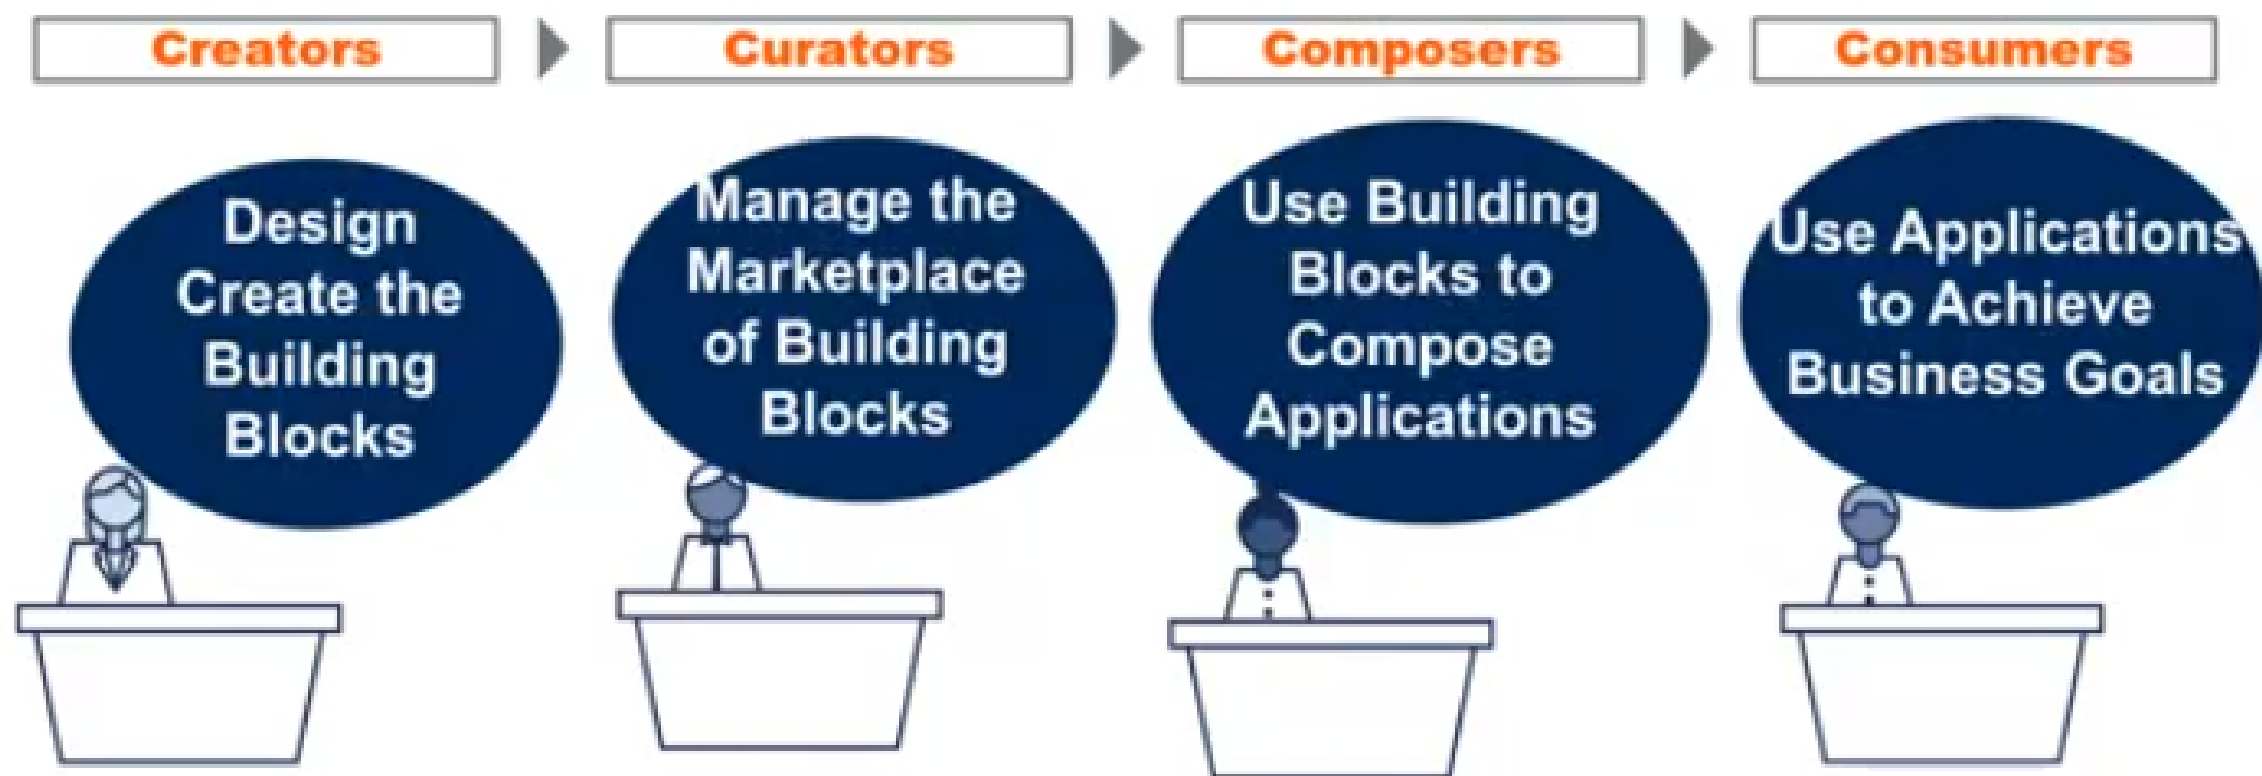 Creators
Curators
Composers
Consumers
Design
Create the
Building
Blocks
Manage the
Marketplace
of Building
Blocks
Use Building
Blocks to
Compose
Applications
Use Applications
to Achieve
Business Goals